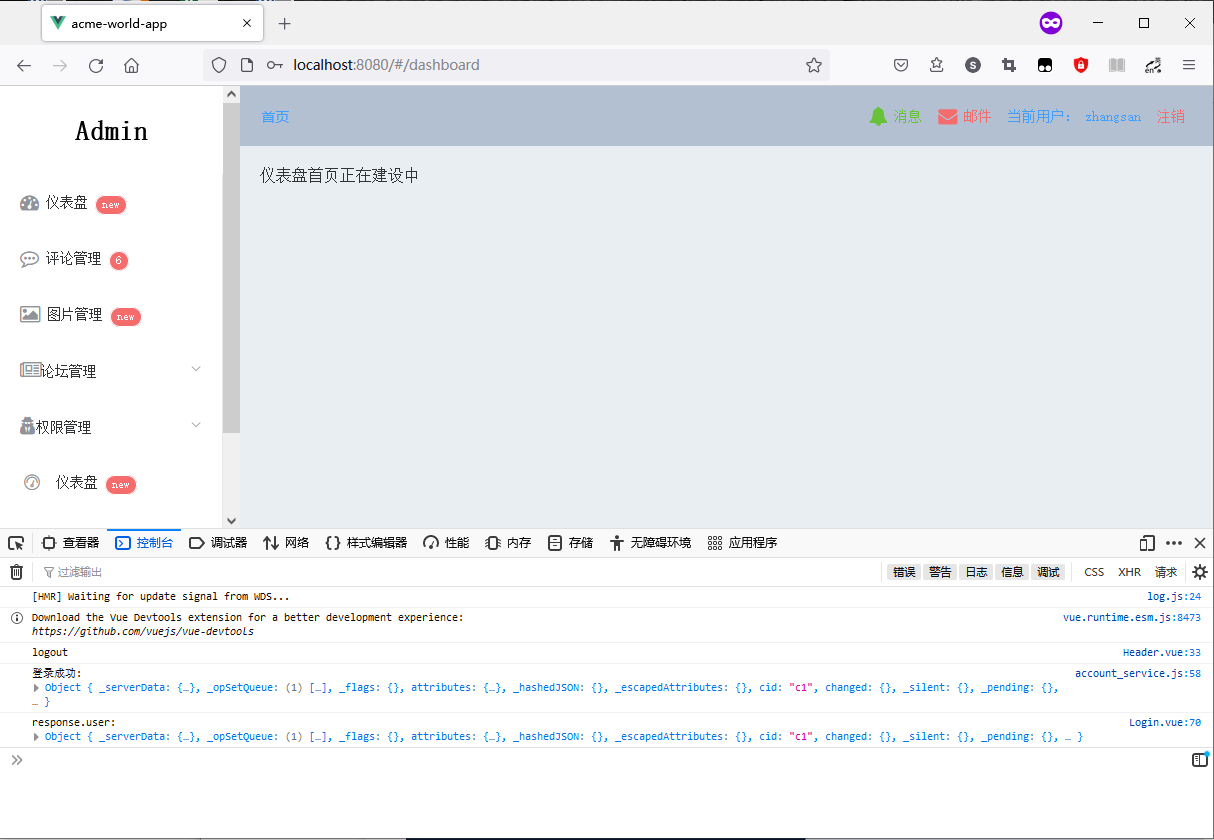 acme-world-app
localhost:8080/#/dashboard
S
en
Admin
首页
消息 邮件 当前用户： zhangsan 注销
仪表盘首页正在建设中
仪表盘 new
评论管理 6
图片管理 new
论坛管理
权限管理
仪表盘 new
查看器 控制台 调试器 网络 样式编辑器 性能 内存 存储 无障碍环境 应用程序
过滤输出 错误 警告 日志 信息 调试 CSS XHR 请求
[HMR] Waiting for update signal from WDS... log.js:24
Download the Vue Devtools extension for a better development experience: vue.runtime.esm.js:8473
https://github.com/vuejs/vue-devtools
logout Header.vue:33
登录成功: account_service.js:58
Object { _serverData: {…}, _opSetQueue: (1) […], _flags: {}, attributes: {…}, _hashedJSON: {}, _escapedAttributes: {}, cid: "c1", changed: {}, _silent: {}, _pending: {},
… }
response.user: Login.vue:70
Object { _serverData: {…}, _opSetQueue: (1) […], _flags: {}, attributes: {…}, _hashedJSON: {}, _escapedAttributes: {}, cid: "c1", changed: {}, _silent: {}, _pending: {}, … }